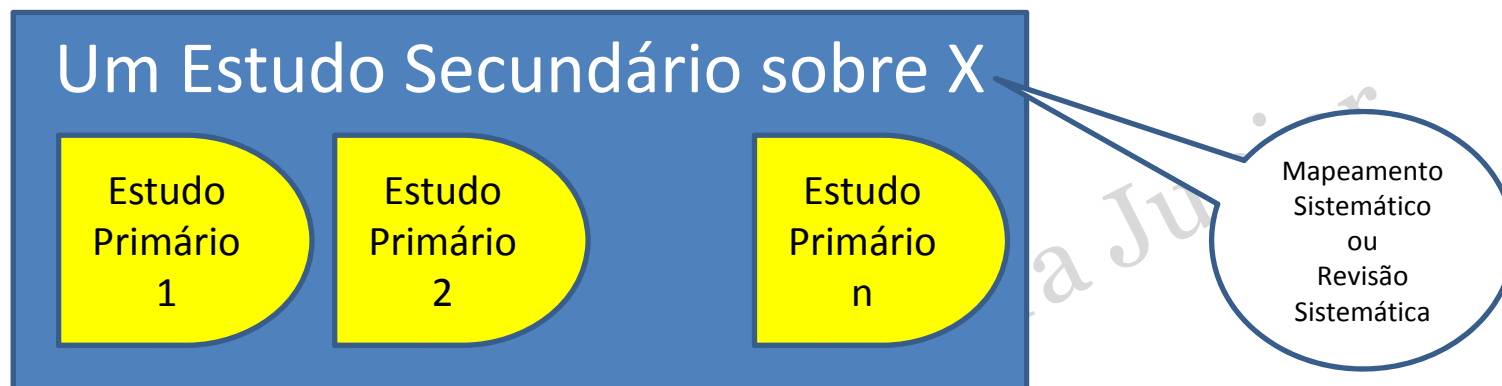 Um Estudo Secundário sobre X
Estudo
Primário
1
Estudo
Primário
2
Estudo
Primário
n
Mapeamento
Sistemático
ou
Revisão
Sistemática